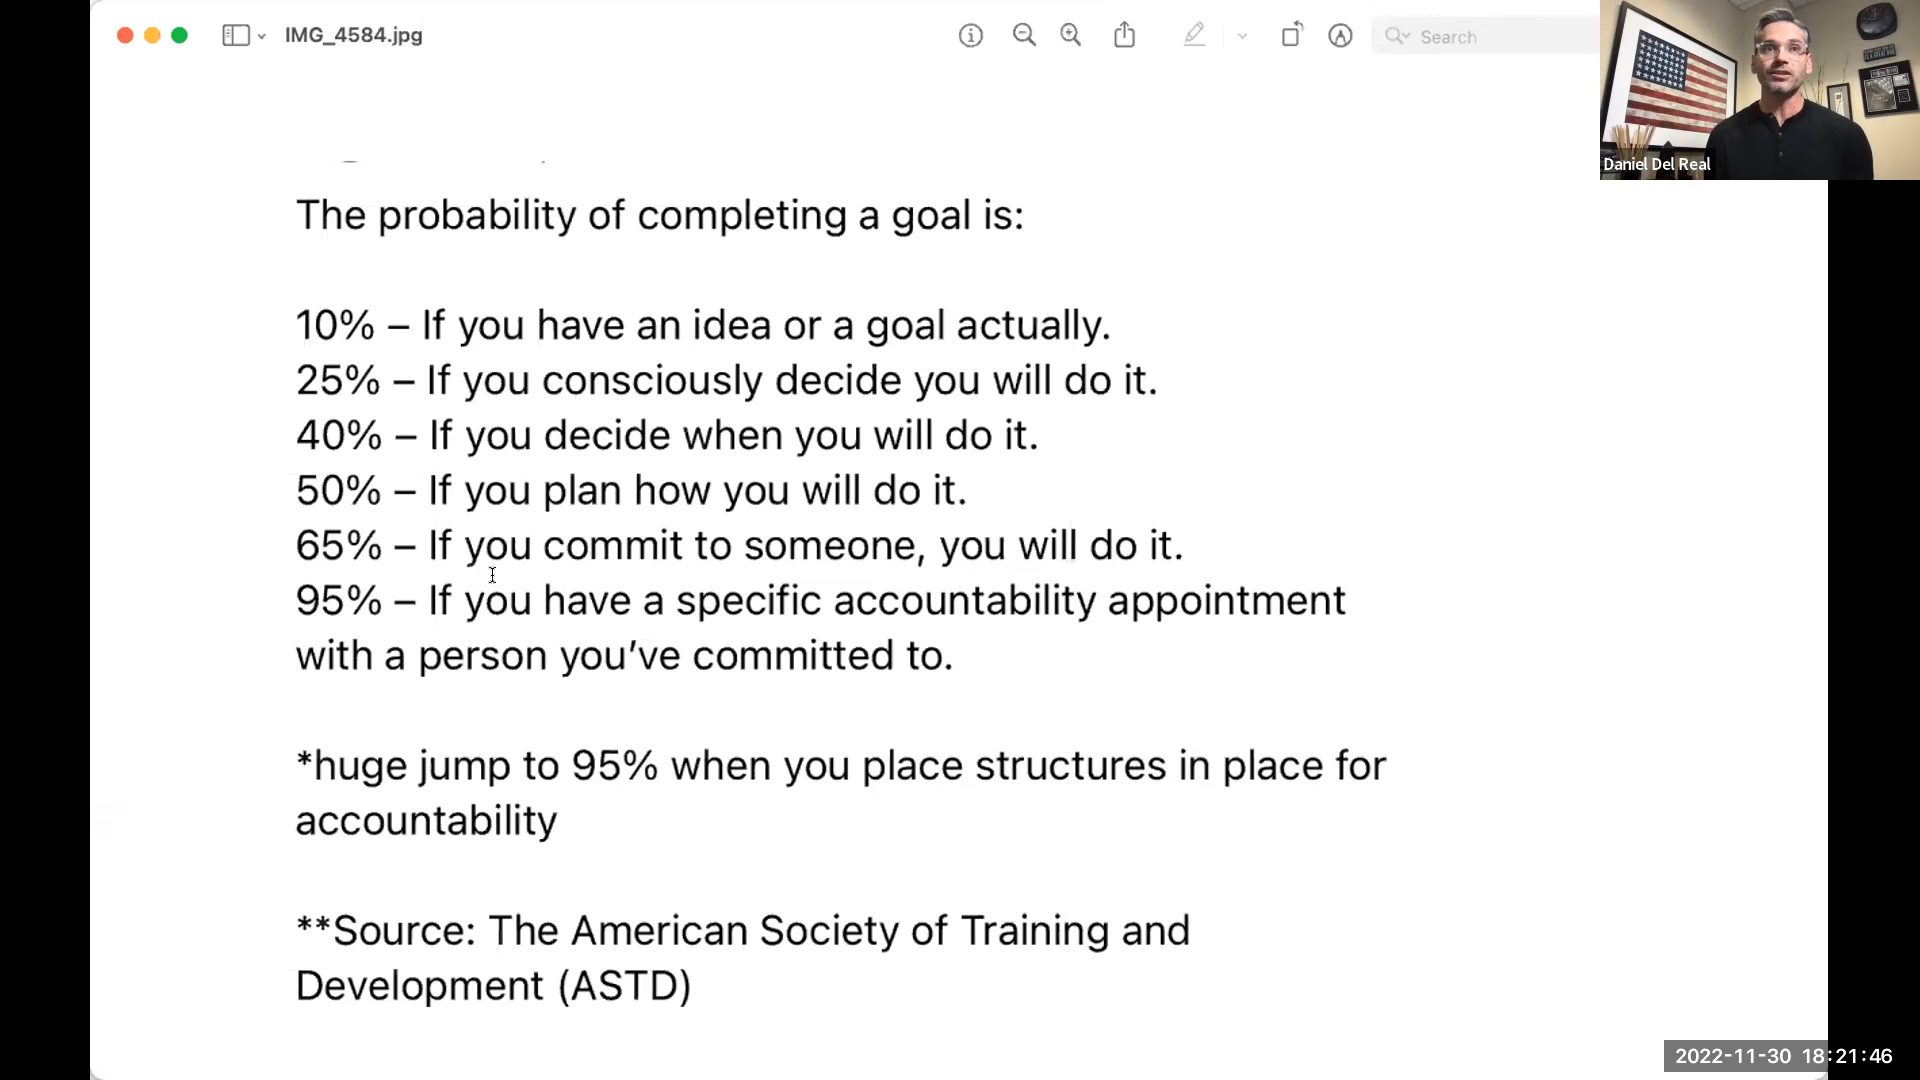 IMG_4584.jpg
Search
Daniel Del Real
The probability of completing a goal is:
10% – If you have an idea or a goal actually.
25% – If you consciously decide you will do it.
40% – If you decide when you will do it.
50% – If you plan how you will do it.
65% – If you commit to someone, you will do it.
95% – If you have a specific accountability appointment
with a person you’ve committed to.
*huge jump to 95% when you place structures in place for
accountability
**Source: The American Society of Training and
Development (ASTD)
2022-11-30 18:21:46